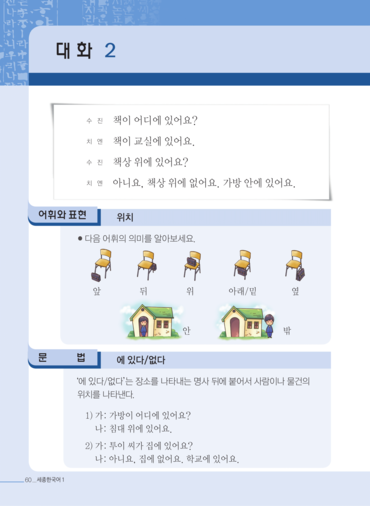 대화 2
수진 책이 어디에 있어요?
치엔 책이 교실에 있어요.
수진 책상 위에 있어요?
치엔 아니요, 책상 위에 없어요. 가방 안에 있어요.
어휘와 표현 위치
● 다음 어휘의 의미를 알아보세요.
앞 뒤 위 아래/밑 옆
안 밖
문 법 에 있다/없다
'에 있다/없다'는 장소를 나타내는 명사 뒤에 붙어서 사람이나 물건의
위치를 나타낸다.
1) 가: 가방이 어디에 있어요?
나: 침대 위에 있어요.
2) 가: 투이 씨가 집에 있어요?
나: 아니요, 집에 없어요. 학교에 있어요.
60 _ 세종한국어 1